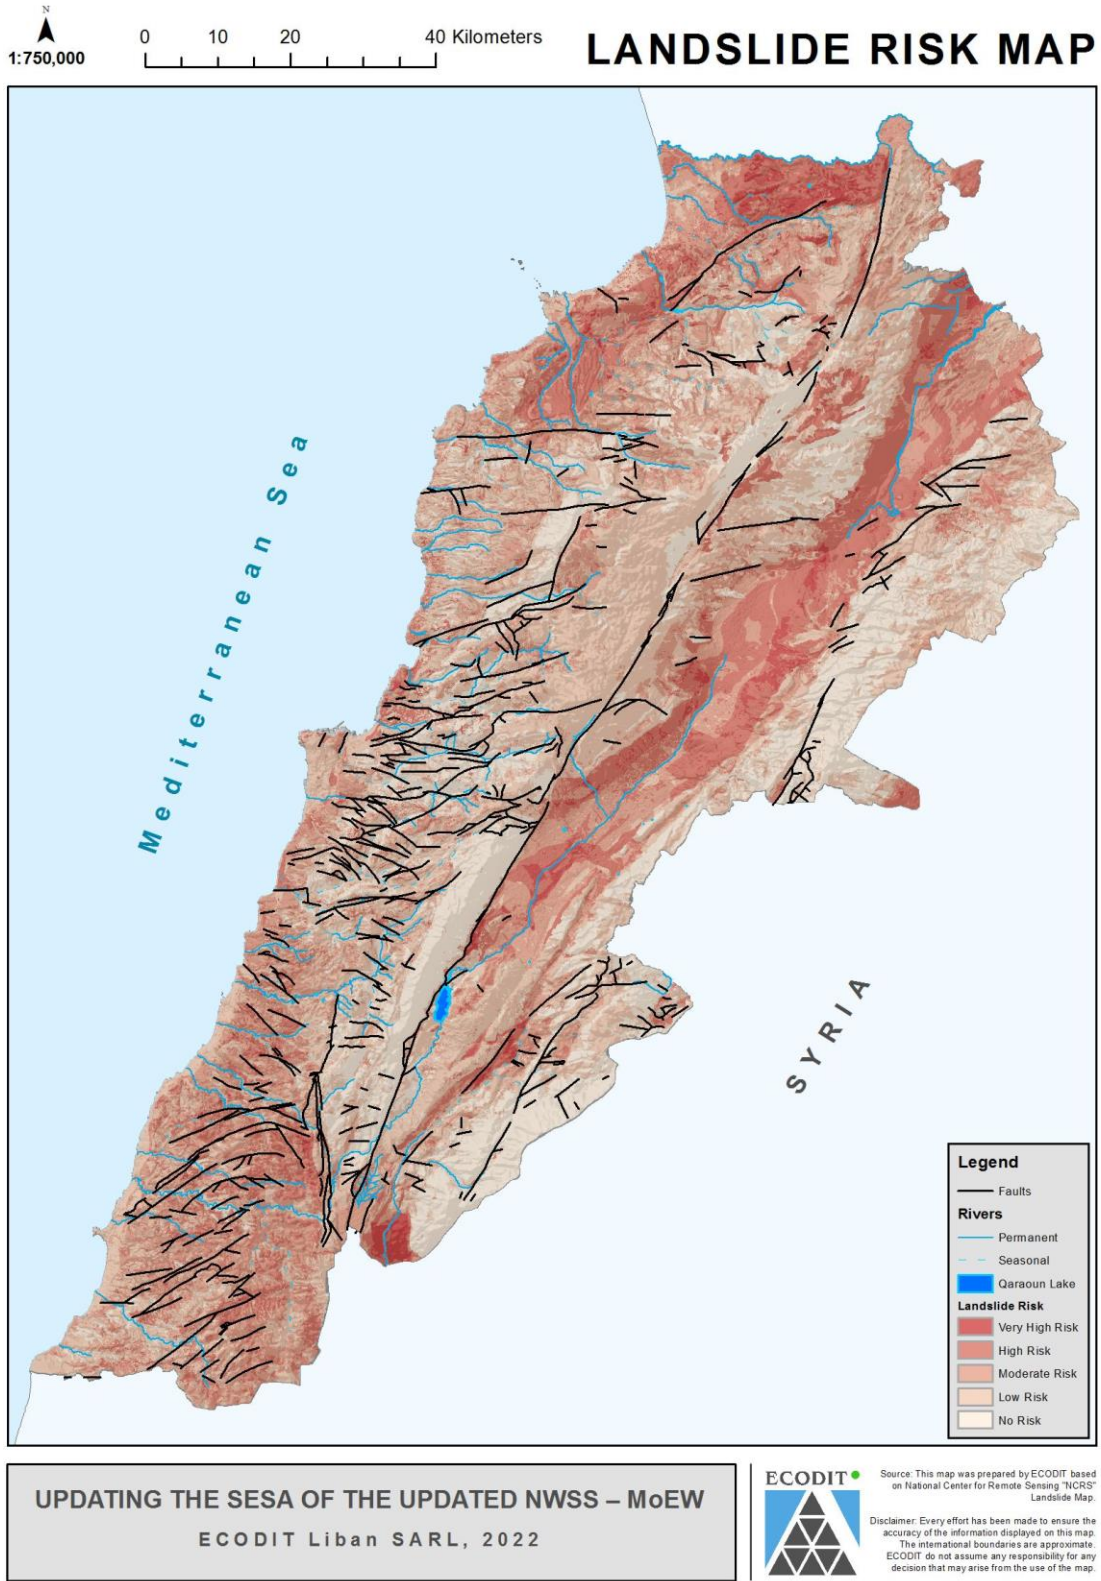 N
1:750,000
0 10 20 40 Kilometers
LANDSLIDE RISK MAP
Mediterranean Sea
SYRIA
Legend
Faults
Rivers
Permanent
Seasonal
Qaraoun Lake
Landslide Risk
Very High Risk
High Risk
Moderate Risk
Low Risk
No Risk
UPDATING THE SESA OF THE UPDATED NWSS – MoEW
ECODIT Liban SARL, 2022
ECODIT
Source: This map was prepared by ECODIT based
on National Center for Remote Sensing "NCRS"
Landslide Map.
Disclaimer: Every effort has been made to ensure the
accuracy of the information displayed on this map.
The international boundaries are approximate.
ECODIT do not assume any responsibility for any
decision that may arise from the use of the map.